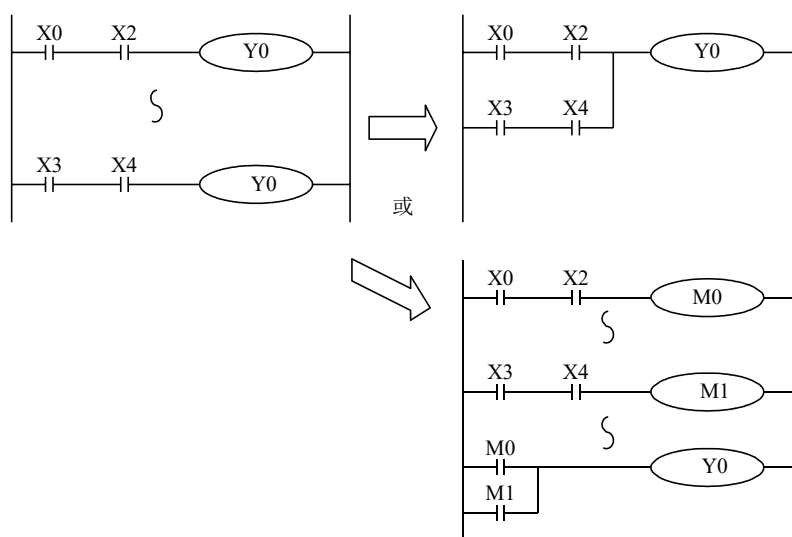 X0 X2 Y0
X3 X4 Y0
X0 X2 Y0
X3 X4
或
X0 X2 M0
X3 X4 M1
M0 Y0
M1